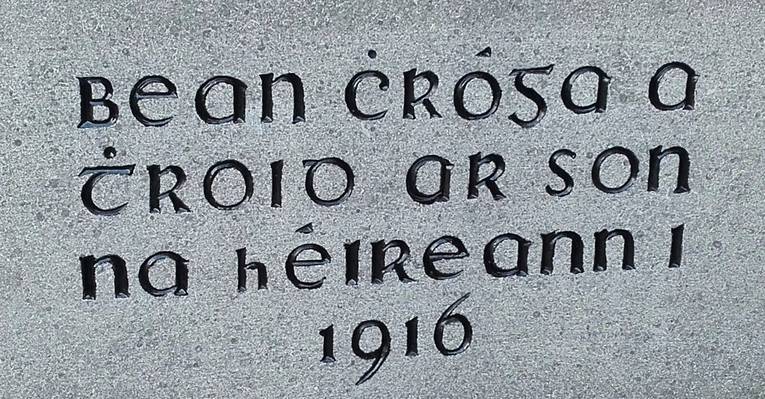 Bean ċróga a
ṫroid ar son
na hÉireann i
1916